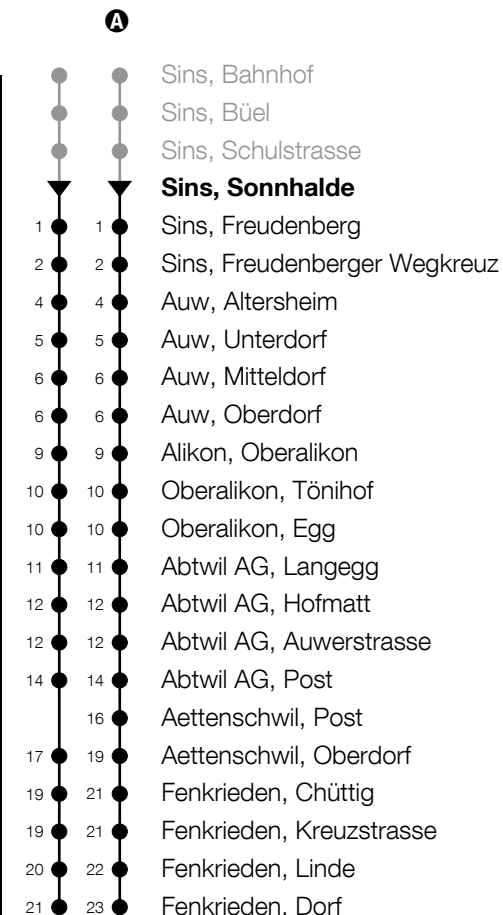 A
Sins, Bahnhof
Sins, Büel
Sins, Schulstrasse
Sins, Sonnhalde
1 1 Sins, Freudenberg
2 2 Sins, Freudenberger Wegkreuz
4 4 Auw, Altersheim
5 5 Auw, Unterdorf
6 6 Auw, Mitteldorf
6 6 Auw, Oberdorf
9 9 Alikon, Oberalikon
10 10 Oberalikon, Tönihof
10 10 Oberalikon, Egg
11 11 Abtwil AG, Langegg
12 12 Abtwil AG, Hofmatt
12 12 Abtwil AG, Auwerstrasse
14 14 Abtwil AG, Post
16 Aettenschwil, Post
17 19 Aettenschwil, Oberdorf
19 21 Fenkrieden, Chüttig
19 21 Fenkrieden, Kreuzstrasse
20 22 Fenkrieden, Linde
21 23 Fenkrieden, Dorf